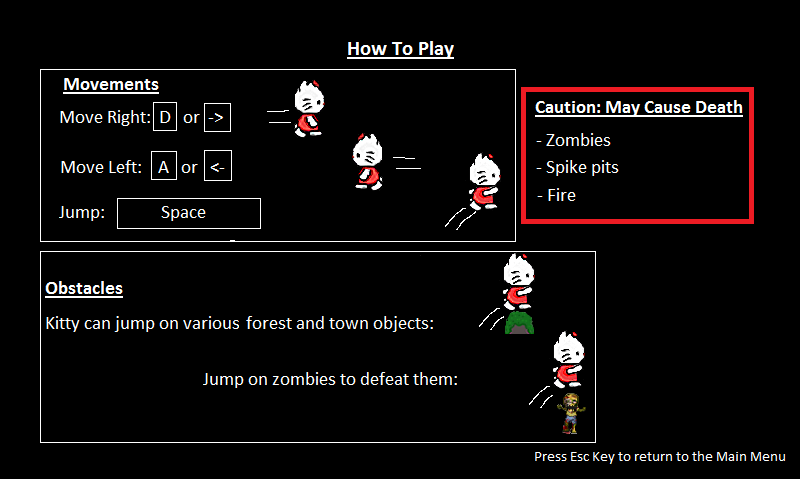 How To Play
Movements
Move Right: D or ->
Move Left: A or <-
Jump: Space
Caution: May Cause Death
- Zombies
- Spike pits
- Fire
Obstacles
Kitty can jump on various forest and town objects:
Jump on zombies to defeat them:
Press Esc Key to return to the Main Menu